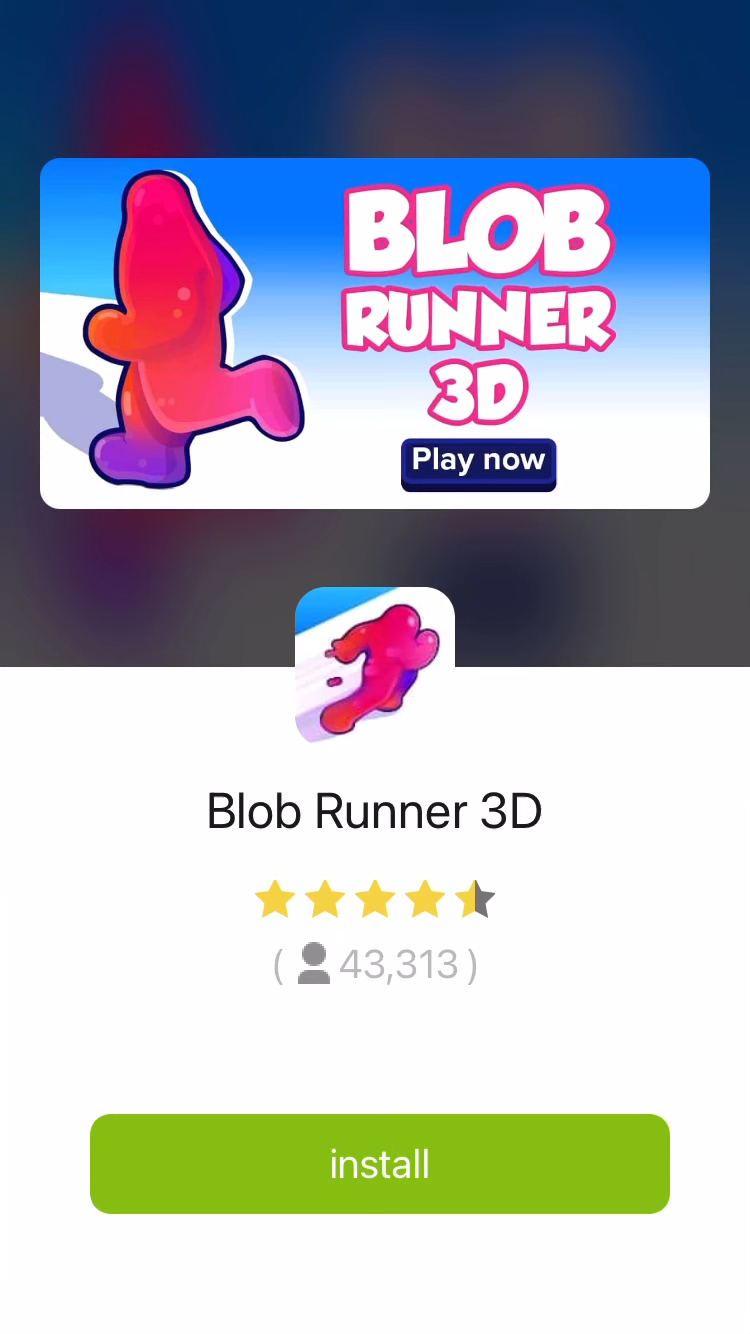 BLOB
RUNNER
3D
Play now
Blob Runner 3D
( 43,313 )
install